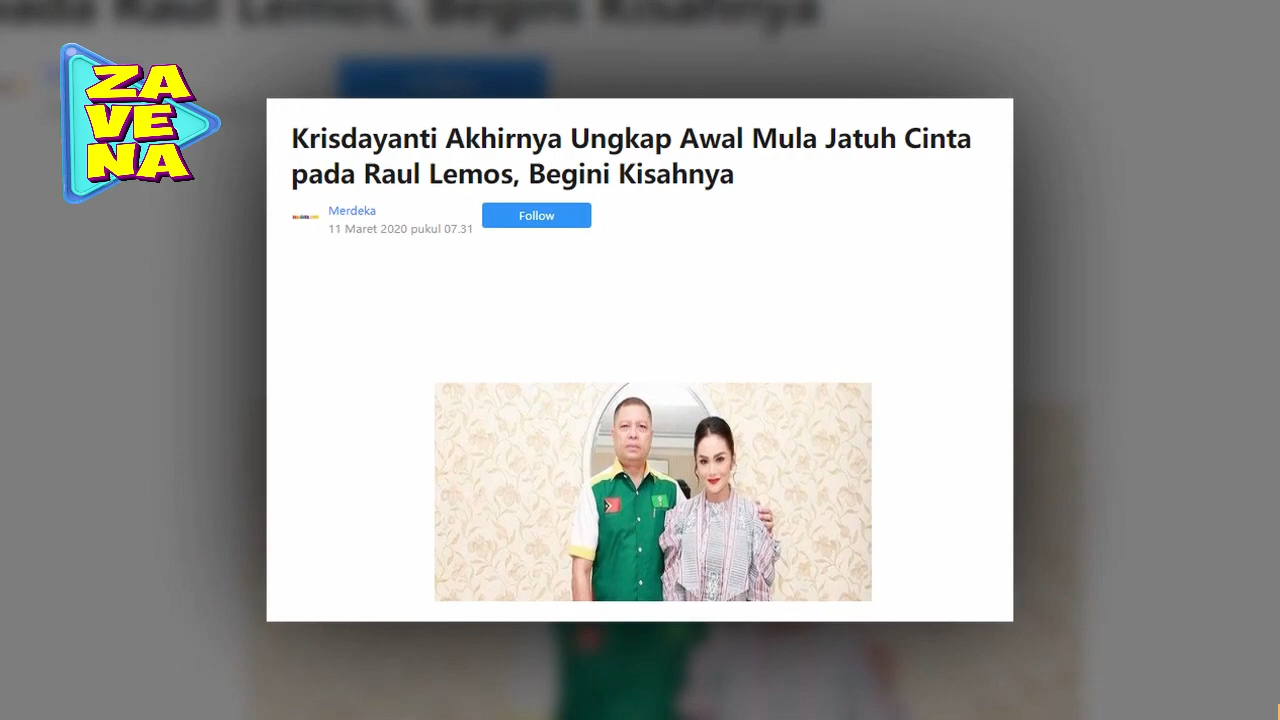 ZA
VE
NA
Krisdayanti Akhirnya Ungkap Awal Mula Jatuh Cinta
pada Raul Lemos, Begini Kisahnya
Merdeka
11 Maret 2020 pukul 07.31
Follow